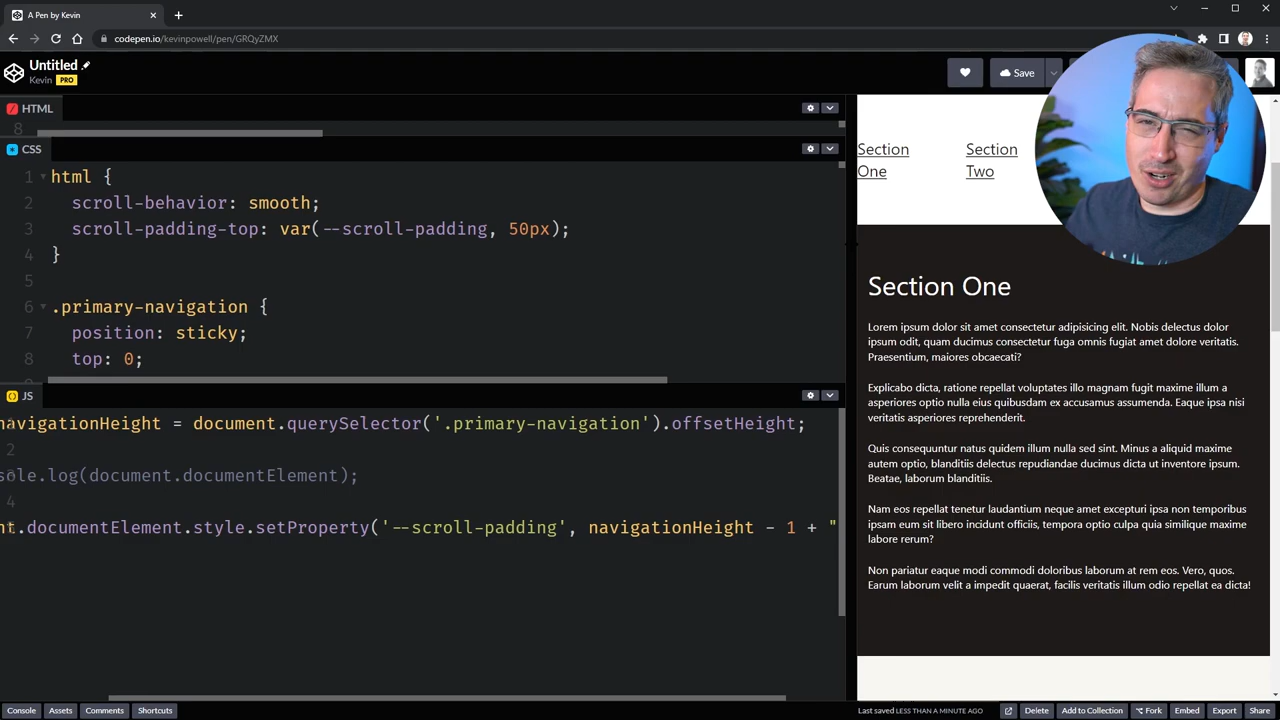 A Pen by Kevin
codepen.io/kevinpowell/pen/GRQyZMX
Untitled
Kevin PRO
Save
HTML
8
CSS
1 html {
2 scroll-behavior: smooth;
3 scroll-padding-top: var(--scroll-padding, 50px);
4 }
5
6 .primary-navigation {
7 position: sticky;
8 top: 0;
JS
navigationHeight = document.querySelector('.primary-navigation').offsetHeight;
2
sole.log(document.documentElement);
4
nt.documentElement.style.setProperty('--scroll-padding', navigationHeight - 1 + "
Section One
Section Two
Section One
Lorem ipsum dolor sit amet consectetur adipisicing elit. Nobis delectus dolor
ipsum odit, quam ducimus consectetur fuga omnis fugiat amet dolore veritatis.
Praesentium, maiores obcaecati?
Explicabo dicta, ratione repellat voluptates illo magnam fugit maxime illum a
asperiores optio nulla eius quibusdam ex accusamus assumenda. Eaque ipsa nisi
veritatis asperiores reprehenderit.
Quis consequuntur natus quidem illum nulla sed sint. Minus a aliquid maxime
autem optio, blanditiis delectus repudiandae ducimus dicta ut inventore ipsum.
Beatae, laborum blanditiis.
Nam eos repellat tenetur laudantium neque amet excepturi ipsa non temporibus
ipsam eum sit libero incidunt officiis, tempora optio culpa quia similique maxime
labore rerum?
Non pariatur eaque modi commodi doloribus laborum at rem eos. Vero, quos.
Earum laborum velit a impedit quaerat, facilis veritatis illum odio repellat ea dicta!
Console
Assets
Comments
Shortcuts
Last saved LESS THAN A MINUTE AGO
Delete
Add to Collection
Fork
Embed
Export
Share